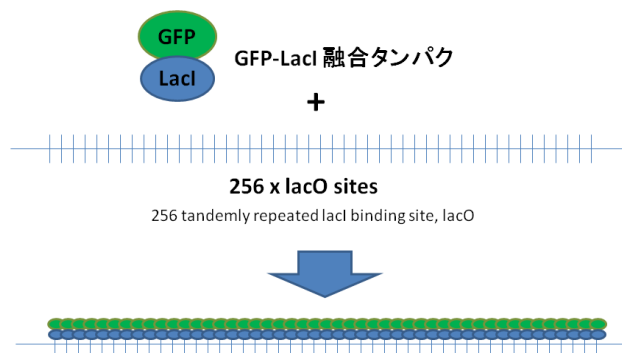 GFP
LacI
GFP-LacI 融合タンパク
+
256 x lacO sites
256 tandemly repeated lacI binding site, lacO